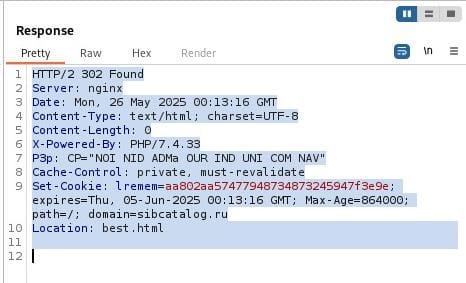 Response
Pretty Raw Hex Render
\n
1 HTTP/2 302 Found
2 Server: nginx
3 Date: Mon, 26 May 2025 00:13:16 GMT
4 Content-Type: text/html; charset=UTF-8
5 Content-Length: 0
6 X-Powered-By: PHP/7.4.33
7 P3p: CP="NOI NID ADMa OUR IND UNI COM NAV"
8 Cache-Control: private, must-revalidate
9 Set-Cookie: lremem=aa802aa57477948734873245947f3e9e;
expires=Thu, 05-Jun-2025 00:13:16 GMT; Max-Age=864000;
path=/; domain=sibcatalog.ru
10 Location: best.html
11
12